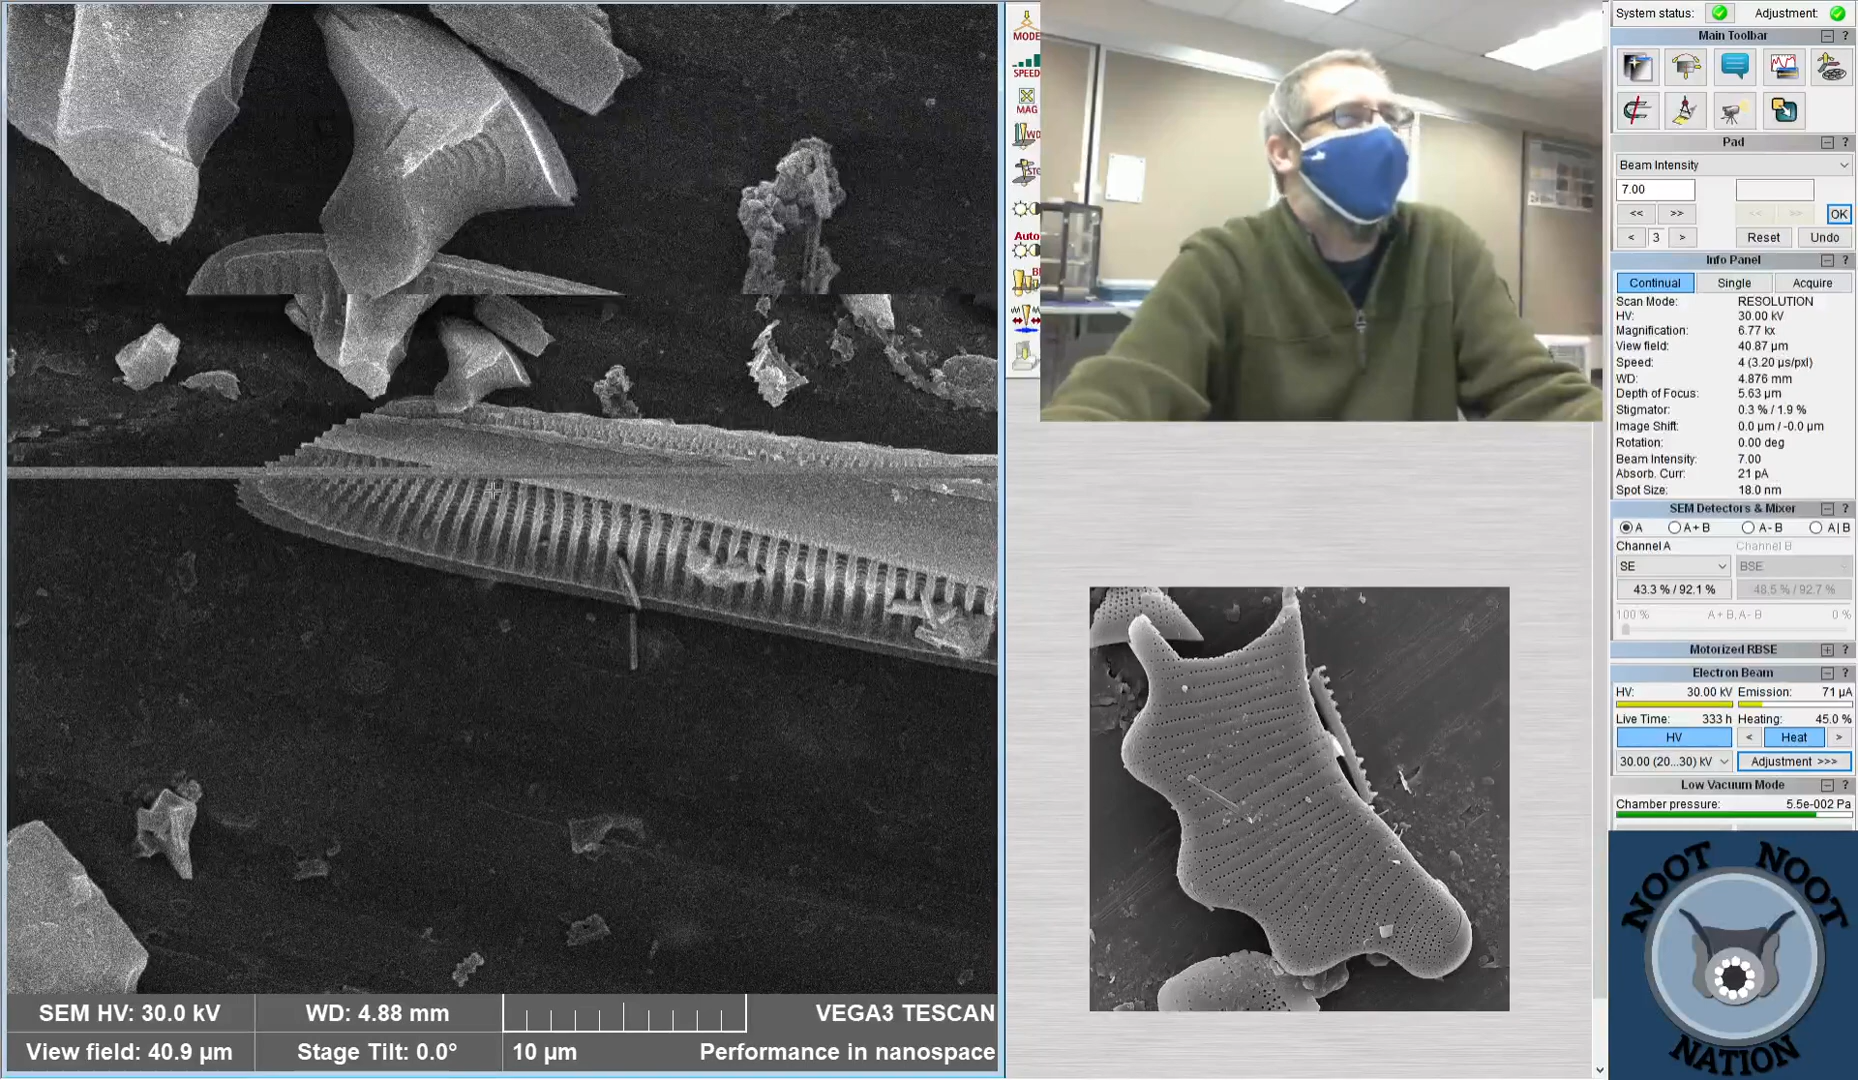 System status: Adjustment:
Main Toolbar
MODE
SPEED
MAG
WD
Auto
Pad
Beam Intensity
7.00
<< >> << >> OK
< 3 > Reset Undo
Info Panel
Continual Single Acquire
Scan Mode: RESOLUTION
HV: 30.00 kV
Magnification: 6.77 kx
View field: 40.87 µm
Speed: 4 (3.20 µs/pxl)
WD: 4.876 mm
Depth of Focus: 5.63 µm
Stigmator: 0.3 % / 1.9 %
Image Shift: 0.0 µm / -0.0 µm
Rotation: 0.00 deg
Beam Intensity: 7.00
Absorb. Curr: 21 pA
Spot Size: 18.0 nm
SEM Detectors & Mixer
A A + B A - B A | B
Channel A Channel B
SE BSE
43.3 % / 92.1 % 48.5 % / 92.7 %
100 % A + B, A - B 0 %
Motorized RBSE
Electron Beam
HV: 30.00 kV Emission: 71 µA
Live Time: 333 h Heating: 45.0 %
HV < Heat >
30.00 (20...30) kV Adjustment >>>
Low Vacuum Mode
Chamber pressure: 5.5e-002 Pa
NOOT NOOT
NATION
SEM HV: 30.0 kV WD: 4.88 mm VEGA3 TESCAN
View field: 40.9 µm Stage Tilt: 0.0° 10 µm Performance in nanospace